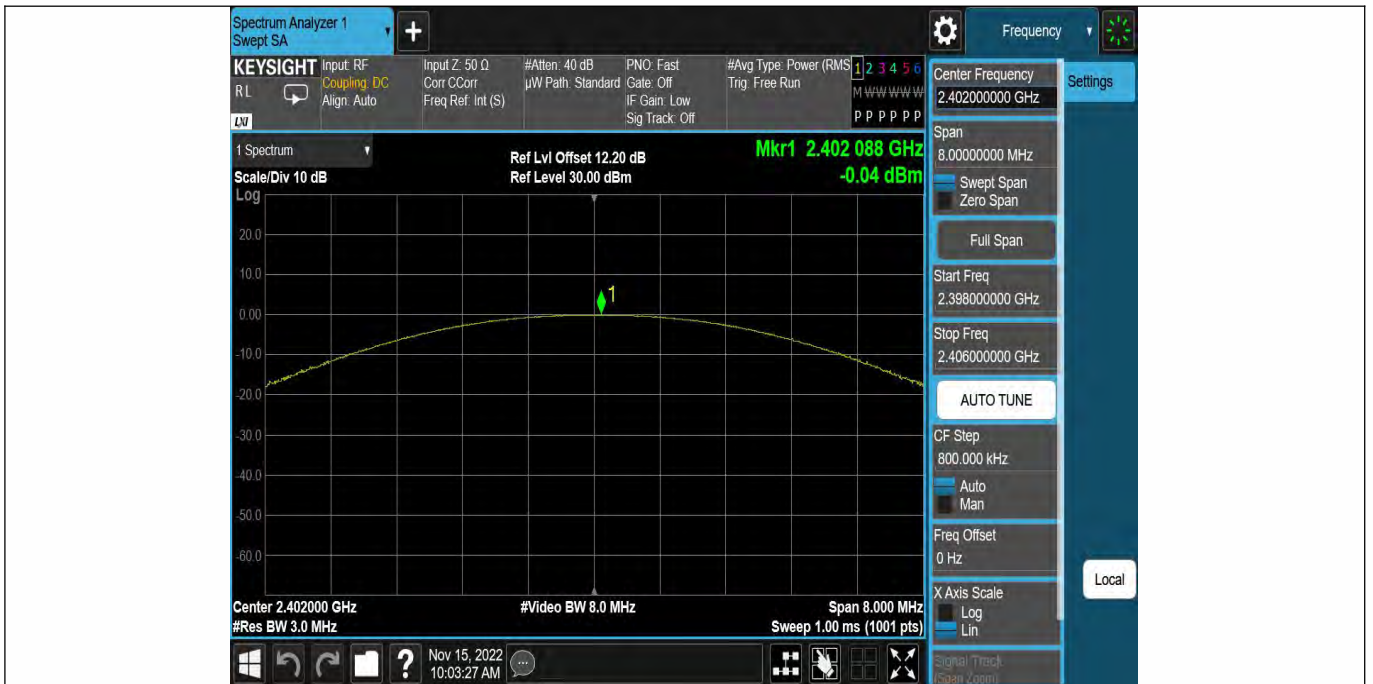 Spectrum Analyzer 1
Swept SA
+
Frequency
KEYSIGHT
RL
LXI
Input: RF
Coupling: DC
Align: Auto
Input Z: 50 Ω
Corr CCorr
Freq Ref: Int (S)
#Atten: 40 dB
µW Path: Standard
PNO: Fast
Gate: Off
IF Gain: Low
Sig Track: Off
#Avg Type: Power (RMS
Trig: Free Run
1 2 3 4 5 6
M W W W W W
P P P P P P
1 Spectrum
Scale/Div 10 dB
Log
Ref Lvl Offset 12.20 dB
Ref Level 30.00 dBm
Mkr1 2.402 088 GHz
-0.04 dBm
20.0
10.0
0.00
-10.0
-20.0
-30.0
-40.0
-50.0
-60.0
1
Center 2.402000 GHz
#Res BW 3.0 MHz
#Video BW 8.0 MHz
Span 8.000 MHz
Sweep 1.00 ms (1001 pts)
Center Frequency
2.402000000 GHz
Settings
Span
8.00000000 MHz
Swept Span
Zero Span
Full Span
Start Freq
2.398000000 GHz
Stop Freq
2.406000000 GHz
AUTO TUNE
CF Step
800.000 kHz
Auto
Man
Freq Offset
0 Hz
X Axis Scale
Log
Lin
Signal Track
(Span Zoom)
Local
?
Nov 15, 2022
10:03:27 AM